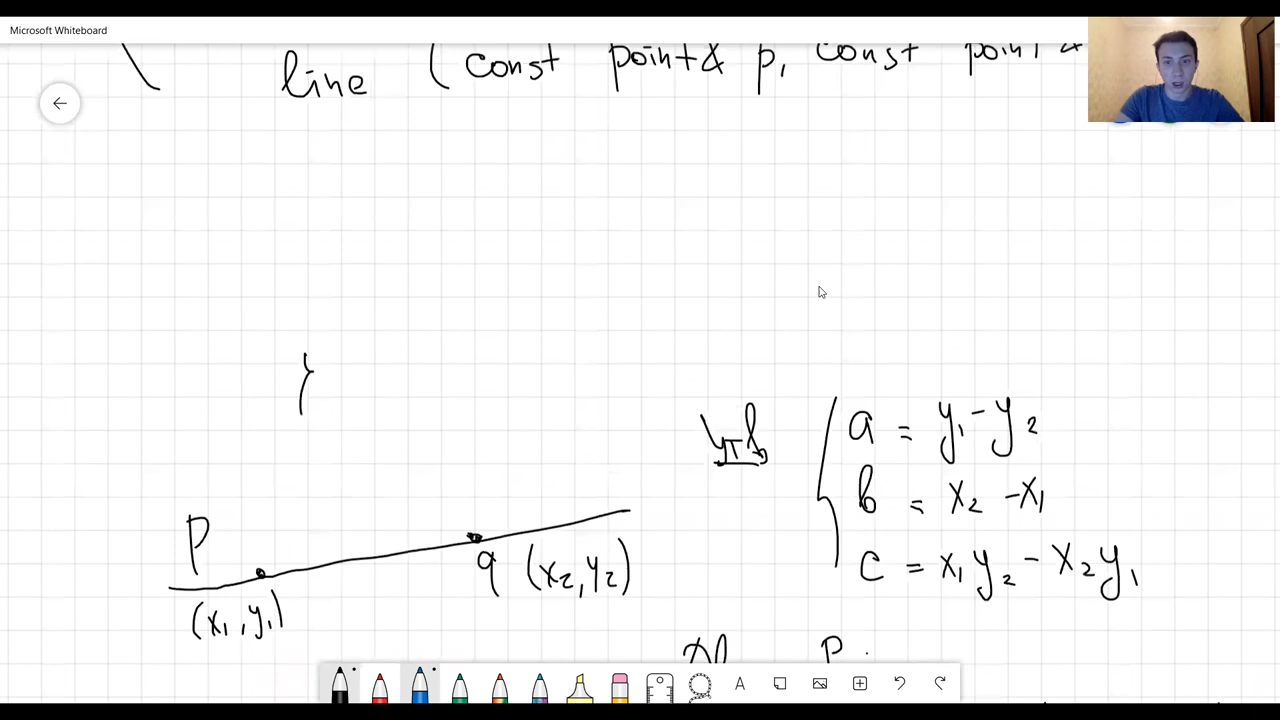 Microsoft Whiteboard
line ( const point& p, const point &
}
a = y₁ - y₂
b = x₂ - x₁
c = x₁y₂ - x₂y₁
p
q (x₂, y₂)
(x₁, y₁)
A